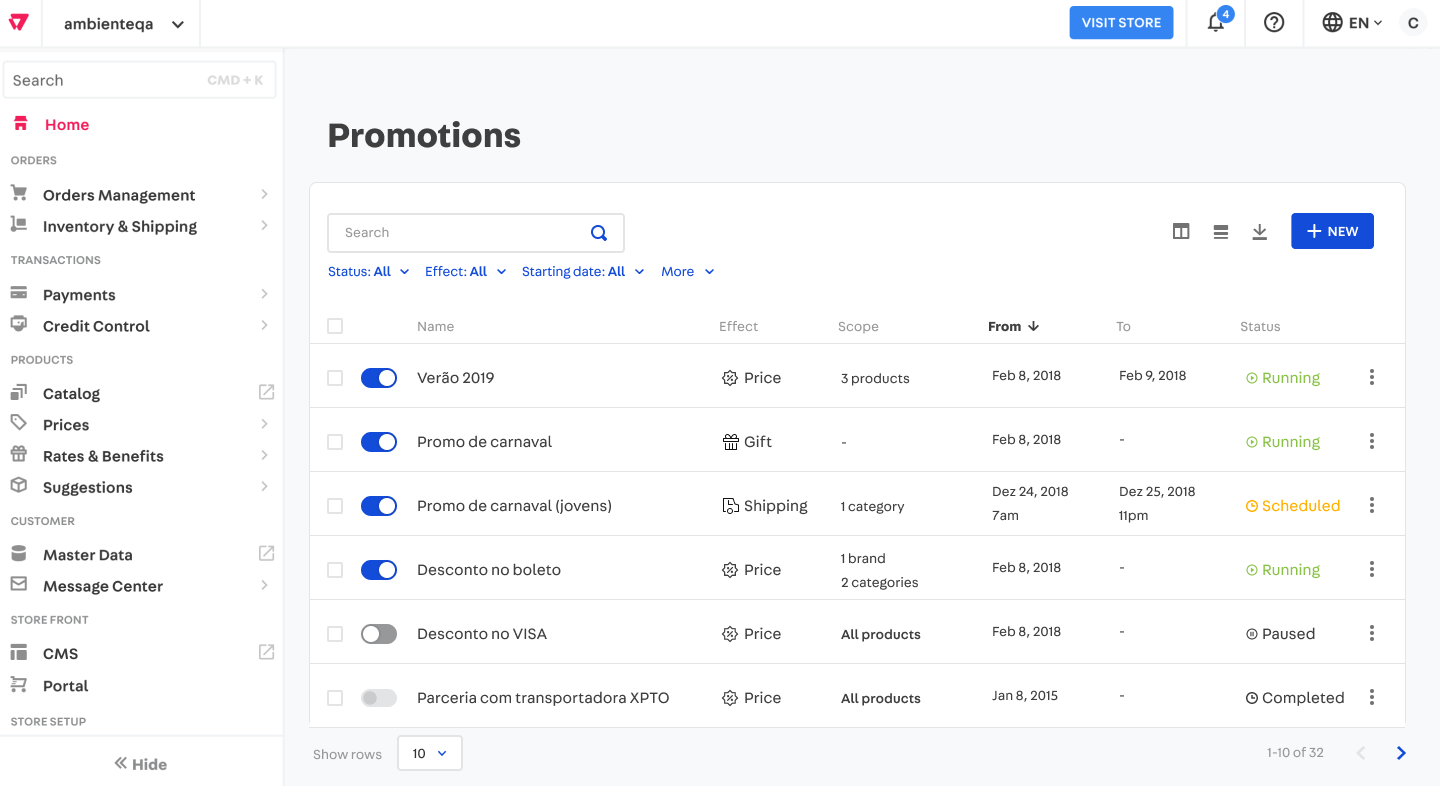 ambienteqa
VISIT STORE
4
EN
C
Search CMD + K
Home
ORDERS
Orders Management
Inventory & Shipping
TRANSACTIONS
Payments
Credit Control
PRODUCTS
Catalog
Prices
Rates & Benefits
Suggestions
CUSTOMER
Master Data
Message Center
STORE FRONT
CMS
Portal
STORE SETUP
Hide
Promotions
Search
NEW
Status: All Effect: All Starting date: All More
Name Effect Scope From To Status
Verão 2019 Price 3 products Feb 8, 2018 Feb 9, 2018 Running
Promo de carnaval Gift - Feb 8, 2018 - Running
Promo de carnaval (jovens) Shipping 1 category Dez 24, 2018 Dez 25, 2018 Scheduled
7am 11pm
Desconto no boleto Price 1 brand Feb 8, 2018 - Running
2 categories
Desconto no VISA Price All products Feb 8, 2018 - Paused
Parceria com transportadora XPTO Price All products Jan 8, 2015 - Completed
Show rows 10 1-10 of 32